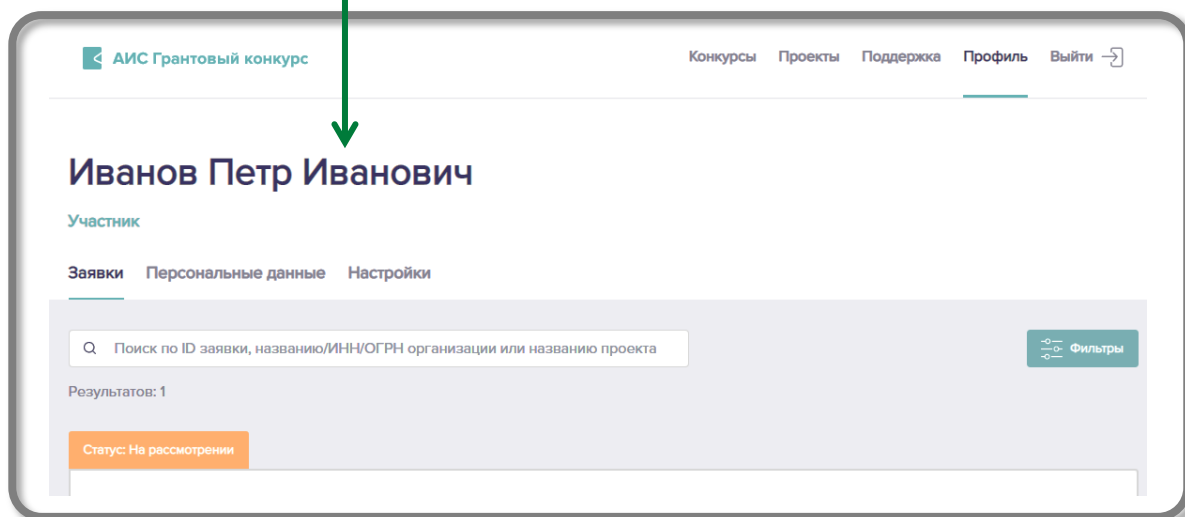 АИС Грантовый конкурс
Конкурсы Проекты Поддержка Профиль Выйти
Иванов Петр Иванович
Участник
Заявки Персональные данные Настройки
Поиск по ID заявки, названию/ИНН/ОГРН организации или названию проекта
Фильтры
Результатов: 1
Статус: На рассмотрении